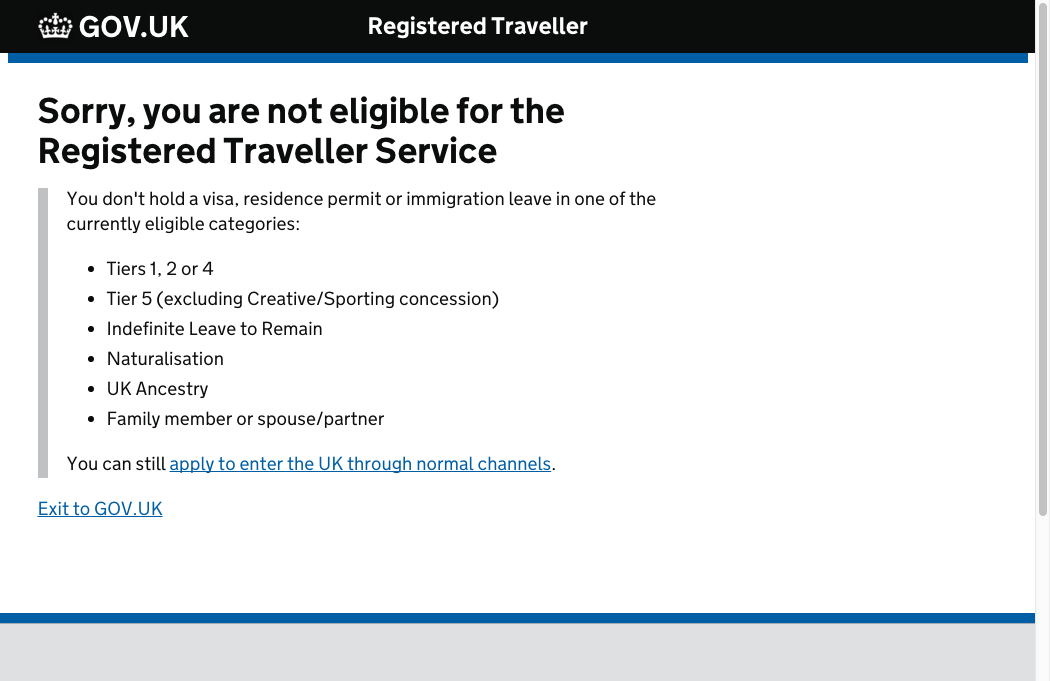 GOV.UK Registered Traveller
Sorry, you are not eligible for the
Registered Traveller Service
You don't hold a visa, residence permit or immigration leave in one of the
currently eligible categories:
• Tiers 1, 2 or 4
• Tier 5 (excluding Creative/Sporting concession)
• Indefinite Leave to Remain
• Naturalisation
• UK Ancestry
• Family member or spouse/partner
You can still apply to enter the UK through normal channels.
Exit to GOV.UK